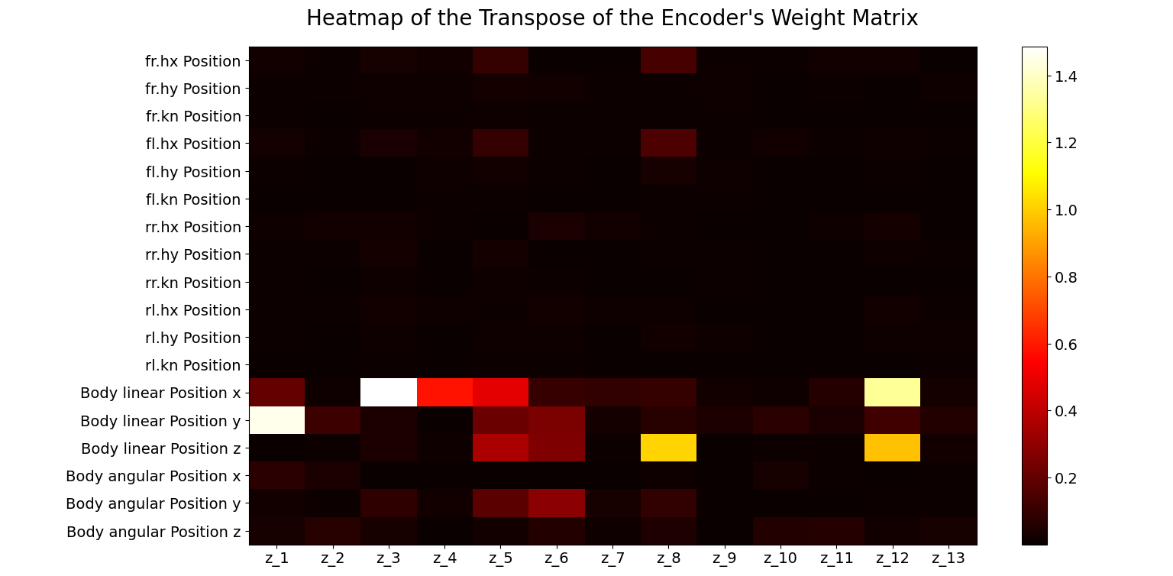 Heatmap of the Transpose of the Encoder's Weight Matrix
fr.hx Position
fr.hy Position
fr.kn Position
fl.hx Position
fl.hy Position
fl.kn Position
rr.hx Position
rr.hy Position
rr.kn Position
rl.hx Position
rl.hy Position
rl.kn Position
Body linear Position x
Body linear Position y
Body linear Position z
Body angular Position x
Body angular Position y
Body angular Position z
z_1 z_2 z_3 z_4 z_5 z_6 z_7 z_8 z_9 z_10 z_11 z_12 z_13
1.4
1.2
1.0
0.8
0.6
0.4
0.2